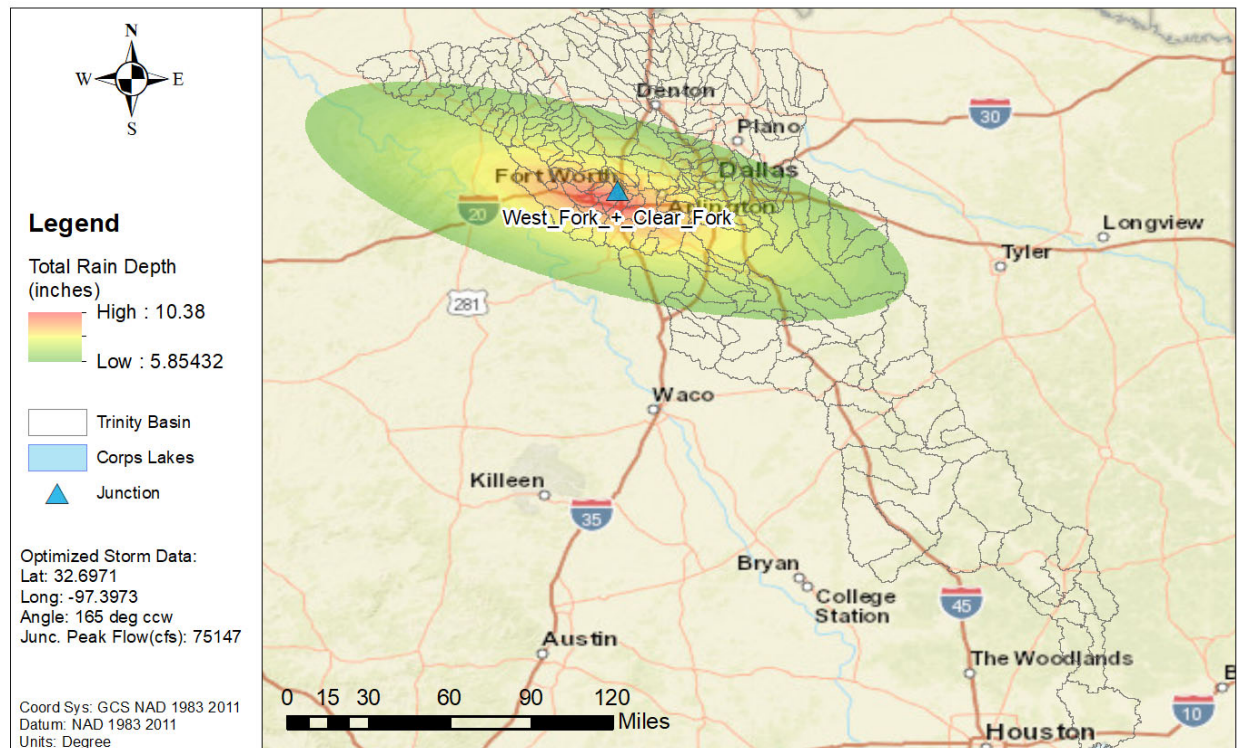 N
W
E
S
Legend
Total Rain Depth
(inches)
High : 10.38
Low : 5.85432
Trinity Basin
Corps Lakes
Junction
Optimized Storm Data:
Lat: 32.6971
Long: -97.3973
Angle: 165 deg ccw
Junc. Peak Flow(cfs): 75147
Coord Sys: GCS NAD 1983 2011
Datum: NAD 1983 2011
Units: Degree
Denton
Plano
30
Dallas
Fort Worth
Arlington
20
West_Fork_+_Clear_Fork
Longview
Tyler
281
Waco
Killeen
35
Bryan
College
Station
45
Austin
The Woodlands
B
10
Houston
0 15 30 60 90 120
Miles